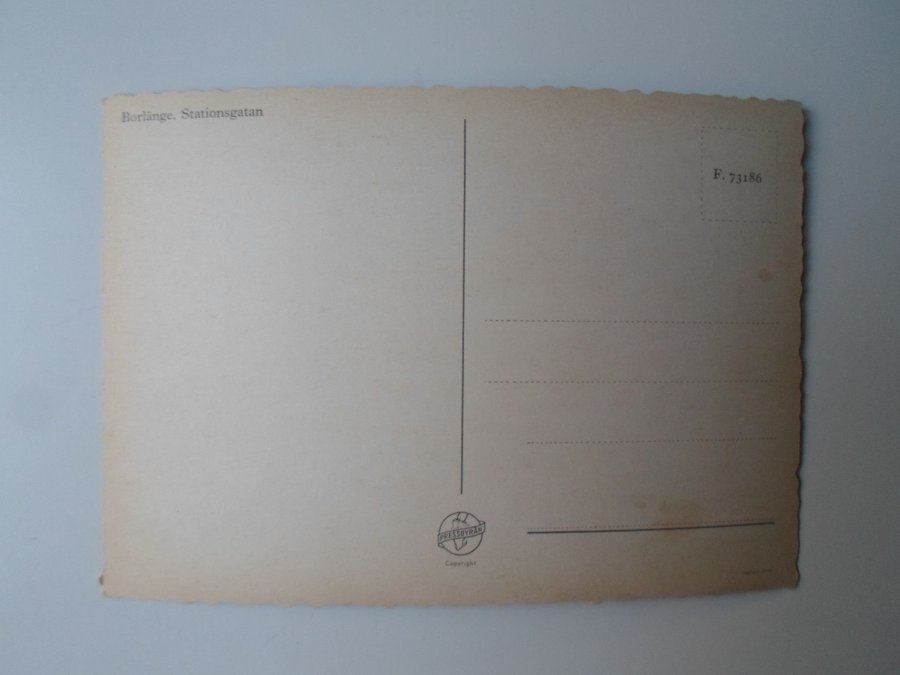 Borlänge. Stationsgatan
F. 73186
PRESSBYRÅN
Copyright